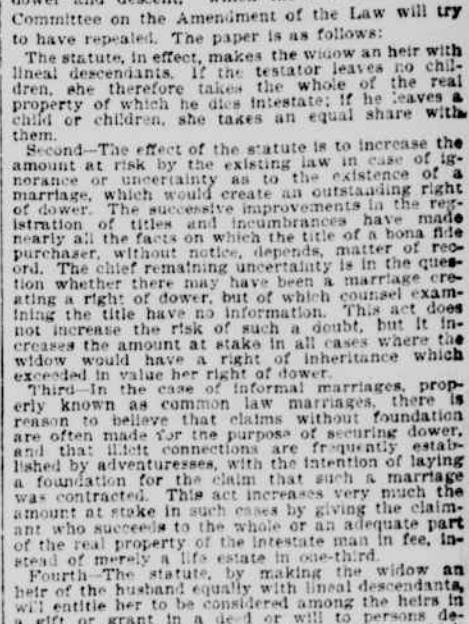 dower and descent, which the
Committee on the Amendment of the Law will try
to have repealed. The paper is as follows:
The statute, in effect, makes the widow an heir with
lineal descendants. If the testator leaves no chil-
dren, she therefore takes the whole of the real
property of which he dies intestate; if he leaves a
child or children, she takes an equal share with
them.
Second—The effect of the statute is to increase the
amount at risk by the existing law in case of ig-
norance or uncertainty as to the existence of a
marriage, which would create an outstanding right
of dower. The successive improvements in the reg-
istration of titles and incumbrances have made
nearly all the facts on which the title of a bona fide
purchaser, without notice, depends, matter of rec-
ord. The chief remaining uncertainty is in the ques-
tion whether there may have been a marriage cre-
ating a right of dower, but of which counsel exam-
ining the title have no information. This act does
not increase the risk of such a doubt, but it in-
creases the amount at stake in all cases where the
widow would have a right of inheritance which
exceeded in value her right of dower.
Third—In the case of informal marriages, prop-
erly known as common law marriages, there is
reason to believe that claims without foundation
are often made for the purpose of securing dower,
and that illicit connections are frequently estab-
lished by adventuresses, with the intention of laying
a foundation for the claim that such a marriage
was contracted. This act increases very much the
amount at stake in such cases by giving the claim-
ant who succeeds to the whole or an adequate part
of the real property of the intestate man in fee, in-
stead of merely a life estate in one-third.
Fourth—The statute, by making the widow an
heir of the husband equally with lineal descendants,
will entitle her to be considered among the heirs in
a gift or grant in a deed or will to persons de-